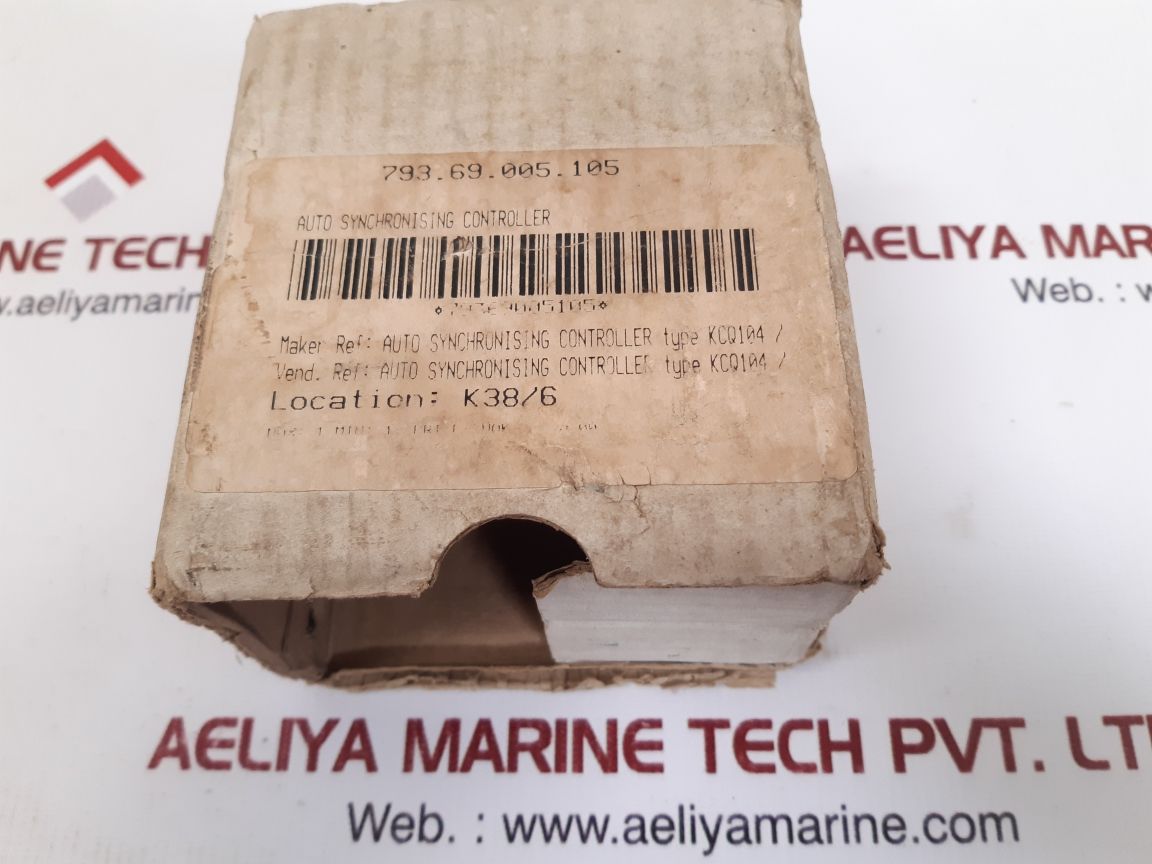 793.69.005.105
AUTO SYNCHRONISING CONTROLLER
*79369005105*
Maker Ref: AUTO SYNCHRONISING CONTROLLER type KCQ104 /
Vend. Ref: AUTO SYNCHRONISING CONTROLLER type KCQ104 /
Location: K38/6
NE TECH
AELIYA MAR
w.aeliyamarin
Web. : w
AELIYA MARINE TECH PVT. LT
Web. : www.aeliyamarine.com